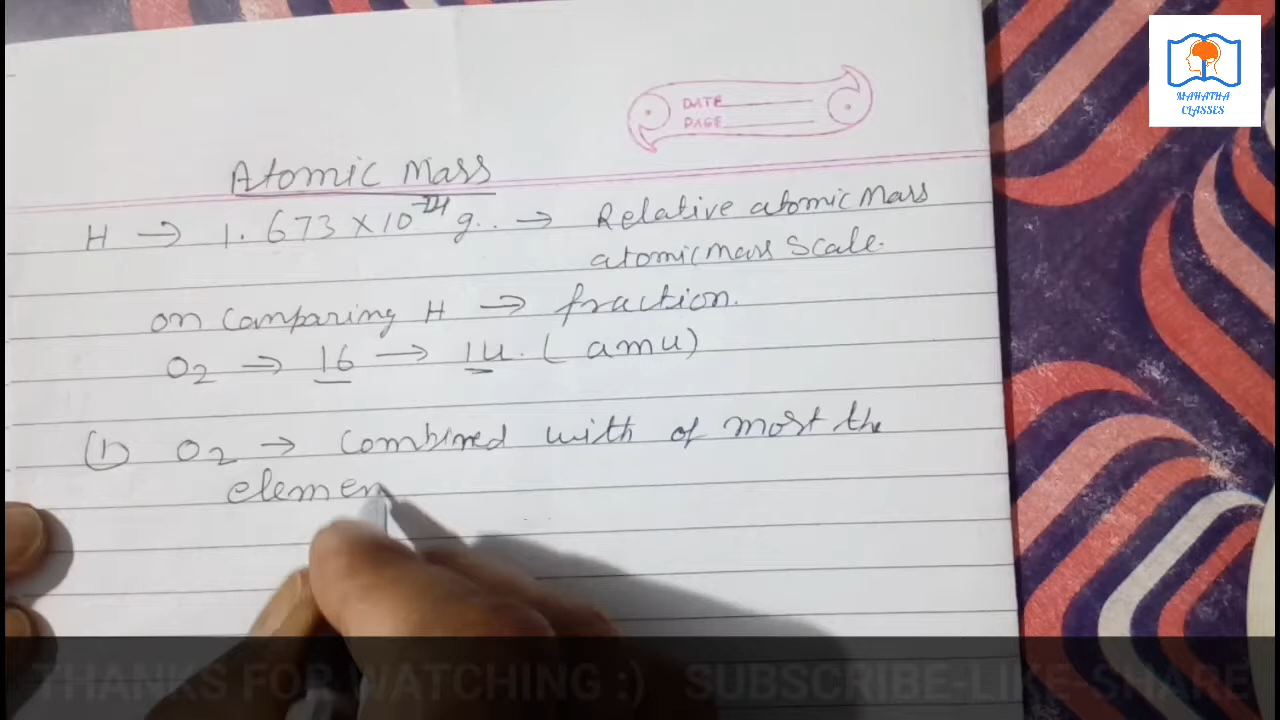 MAHATHA
CLASSES
DATE
PAGE
Atomic Mass
H → 1.673×10⁻²⁴ g.. → Relative atomic Mass
atomic mass Scale.
on Comparing H → fraction.
O₂ → 16 → 1u. (amu)
(1) O₂ → Combined with of most the
elemen
THANKS FOR WATCHING :) SUBSCRIBE-LIKE-SHARE